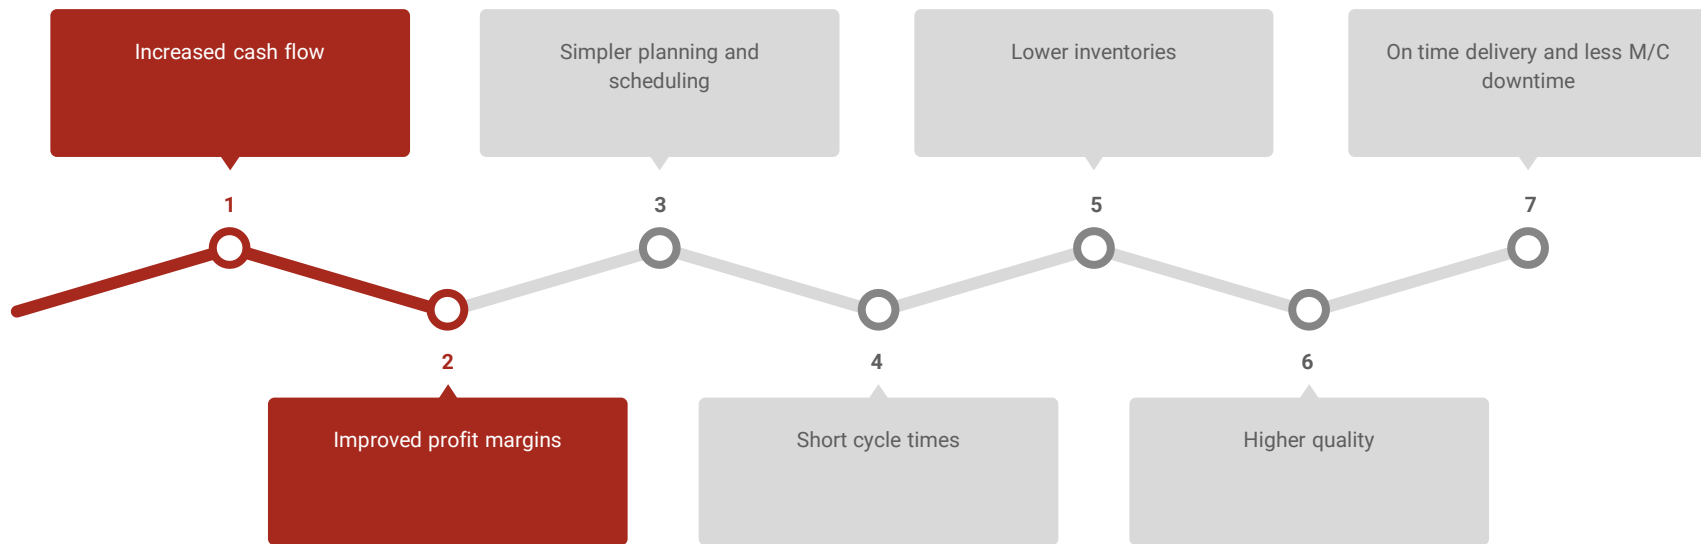 Increased cash flow
Simpler planning and
scheduling
Lower inventories
On time delivery and less M/C
downtime
1
3
5
7
2
4
6
Improved profit margins
Short cycle times
Higher quality